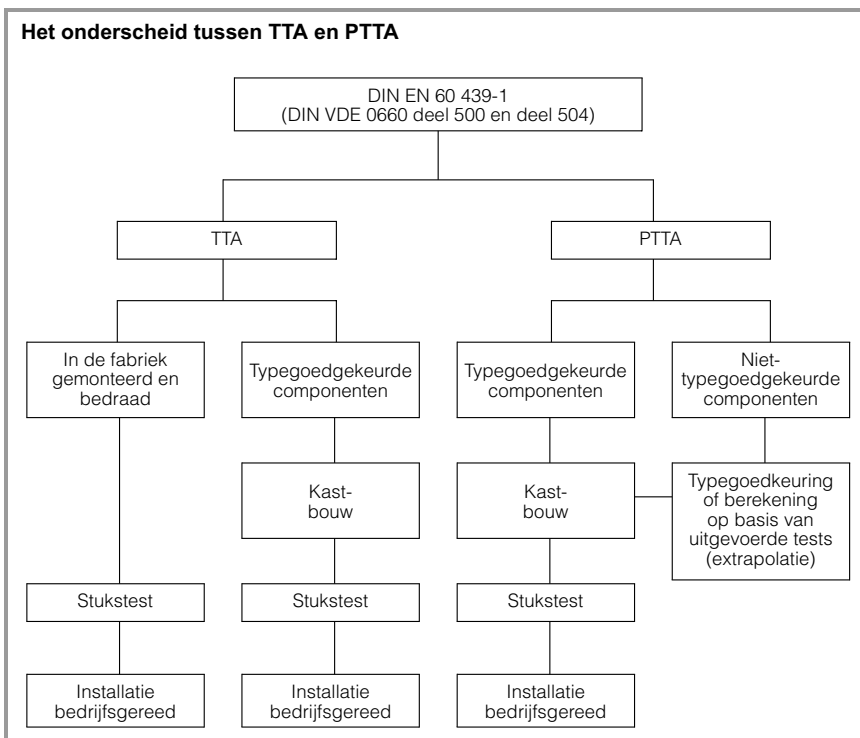 Het onderscheid tussen TTA en PTTA
DIN EN 60 439-1
(DIN VDE 0660 deel 500 en deel 504)
TTA
PTTA
In de fabriek
gemonteerd en
bedraad
Typegoedgekeurde
componenten
Typegoedgekeurde
componenten
Niet-
typegoedgekeurde
componenten
Kast-
bouw
Kast-
bouw
Typegoedkeuring
of berekening
op basis van
uitgevoerde tests
(extrapolatie)
Stukstest
Stukstest
Stukstest
Installatie
bedrijfsgereed
Installatie
bedrijfsgereed
Installatie
bedrijfsgereed